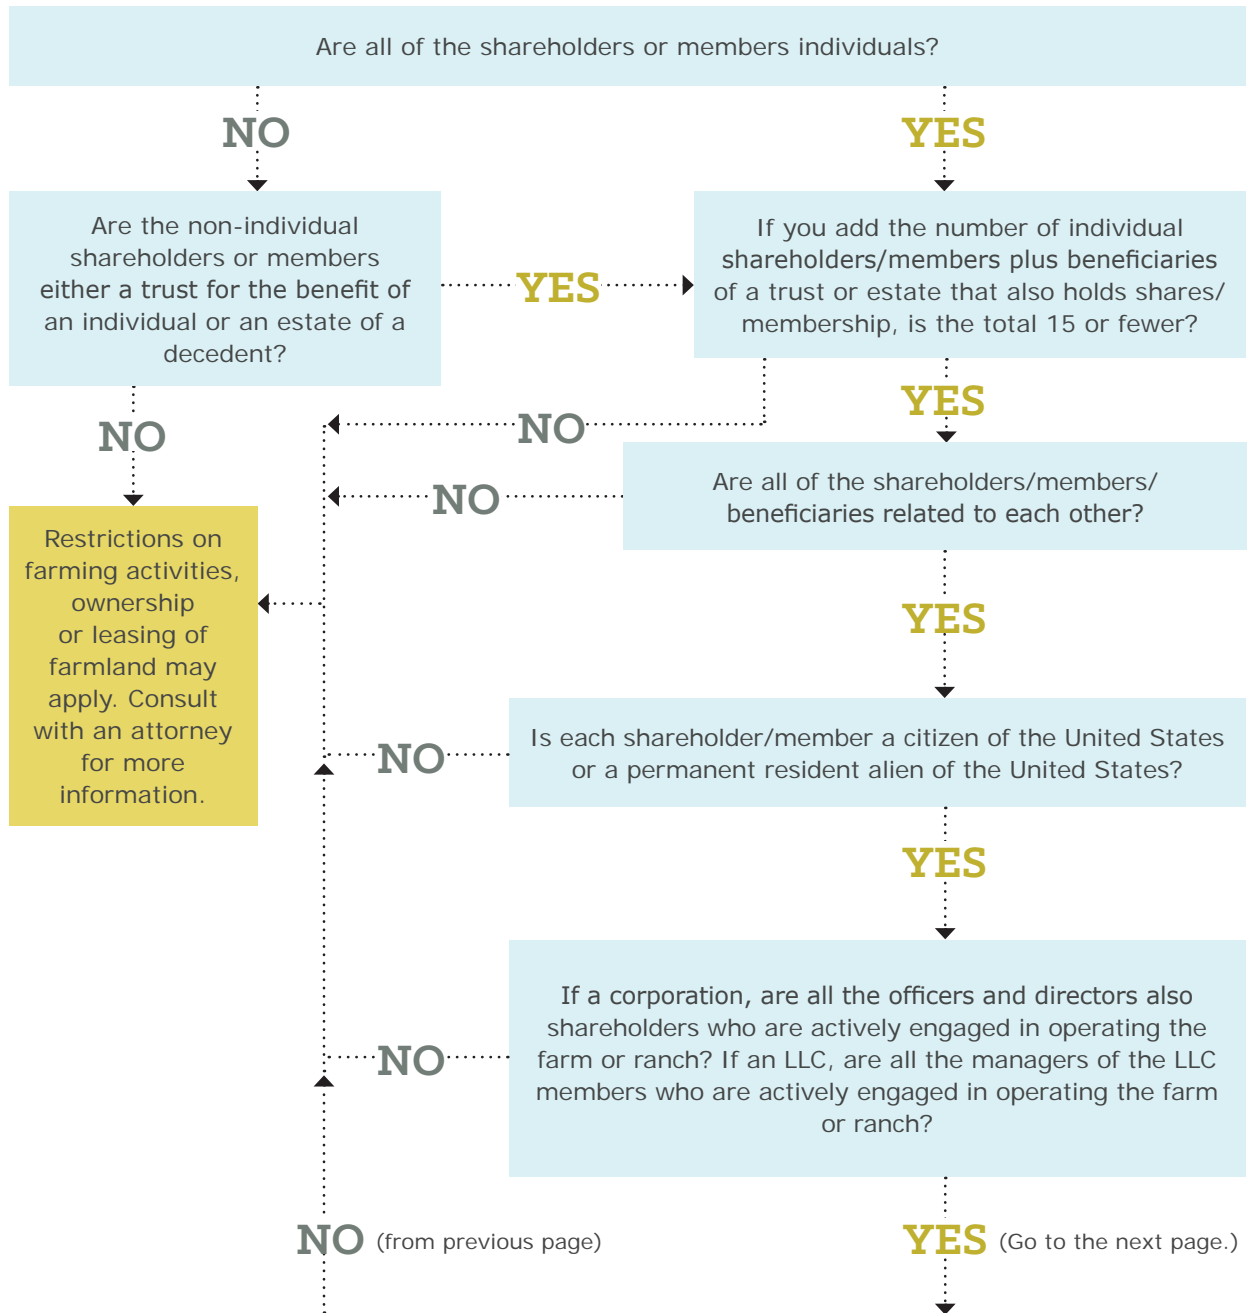 Are all of the shareholders or members individuals?
NO
YES
Are the non-individual
shareholders or members
either a trust for the benefit of
an individual or an estate of a
decedent?
YES
If you add the number of individual
shareholders/members plus beneficiaries
of a trust or estate that also holds shares/
membership, is the total 15 or fewer?
NO
NO
YES
NO
Are all of the shareholders/members/
beneficiaries related to each other?
Restrictions on
farming activities,
ownership
or leasing of
farmland may
apply. Consult
with an attorney
for more
information.
YES
NO
Is each shareholder/member a citizen of the United States
or a permanent resident alien of the United States?
YES
NO
If a corporation, are all the officers and directors also
shareholders who are actively engaged in operating the
farm or ranch? If an LLC, are all the managers of the LLC
members who are actively engaged in operating the farm
or ranch?
NO (from previous page)
YES (Go to the next page.)